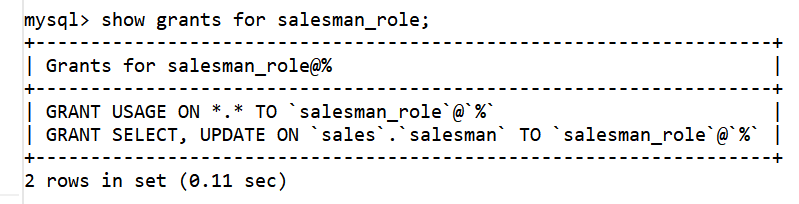 mysql> show grants for salesman_role;
+-----------------------------------------------------------------+
| Grants for salesman_role@%                                      |
+-----------------------------------------------------------------+
| GRANT USAGE ON *.* TO `salesman_role`@`%`                       |
| GRANT SELECT, UPDATE ON `sales`.`salesman` TO `salesman_role`@`%` |
+-----------------------------------------------------------------+
2 rows in set (0.11 sec)